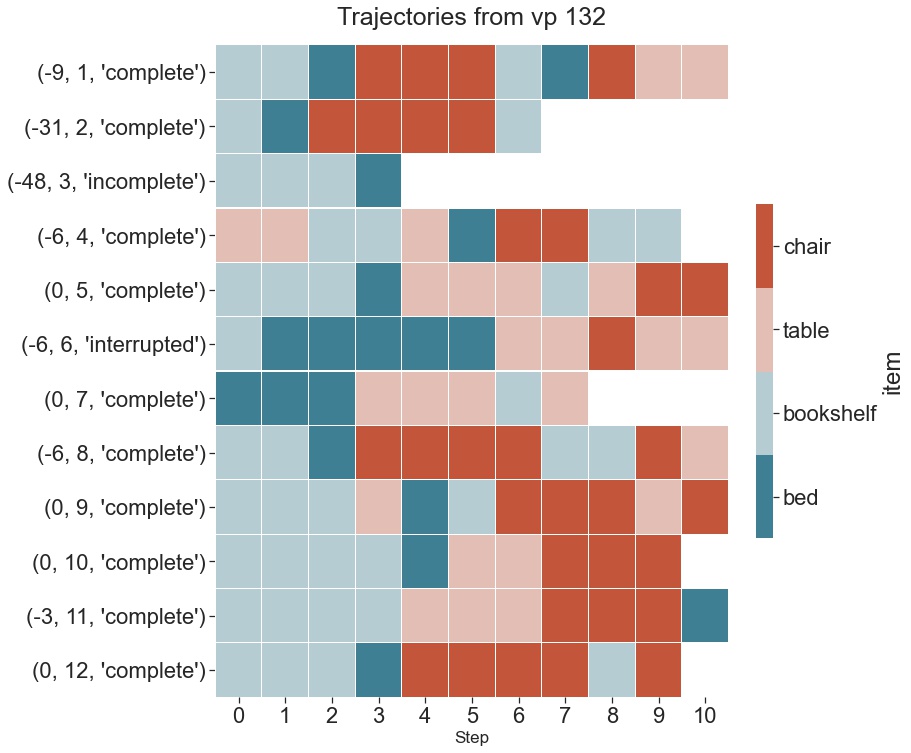 Trajectories from vp 132
(-9, 1, 'complete')
(-31, 2, 'complete')
(-48, 3, 'incomplete')
(-6, 4, 'complete')
(0, 5, 'complete')
(-6, 6, 'interrupted')
(0, 7, 'complete')
(-6, 8, 'complete')
(0, 9, 'complete')
(0, 10, 'complete')
(-3, 11, 'complete')
(0, 12, 'complete')
0 1 2 3 4 5 6 7 8 9 10
Step
chair
table
bookshelf
bed
item